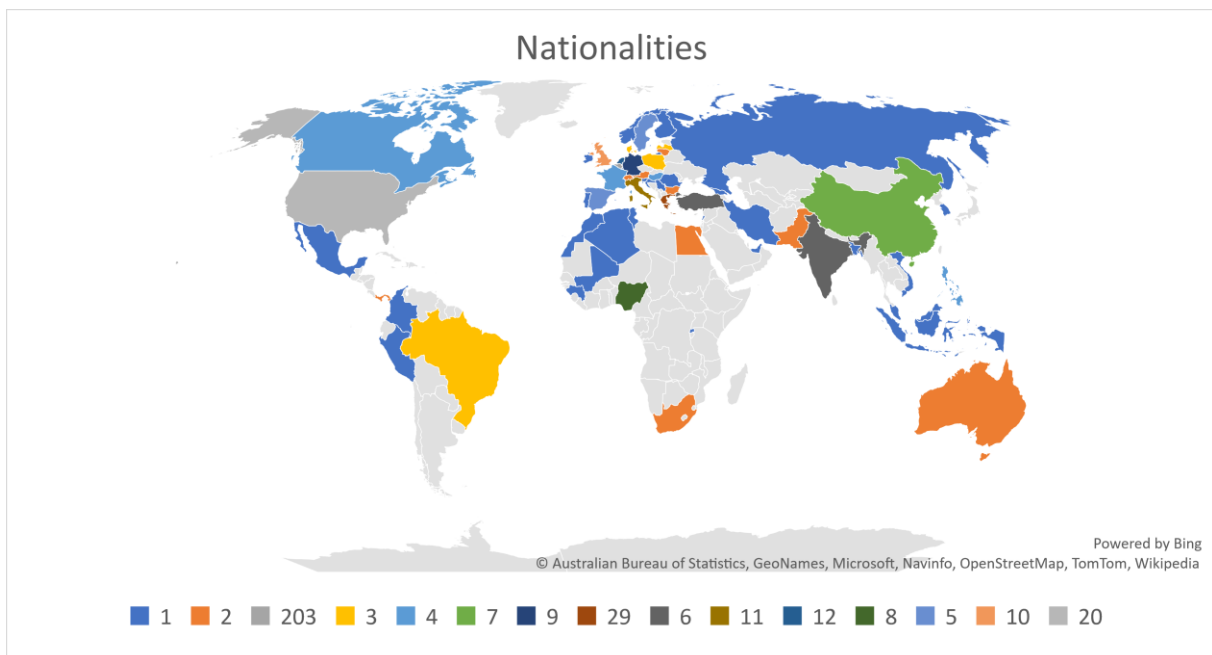 Nationalities
Powered by Bing
© Australian Bureau of Statistics, GeoNames, Microsoft, Navinfo, OpenStreetMap, TomTom, Wikipedia
1 2 203 3 4 7 9 29 6 11 12 8 5 10 20